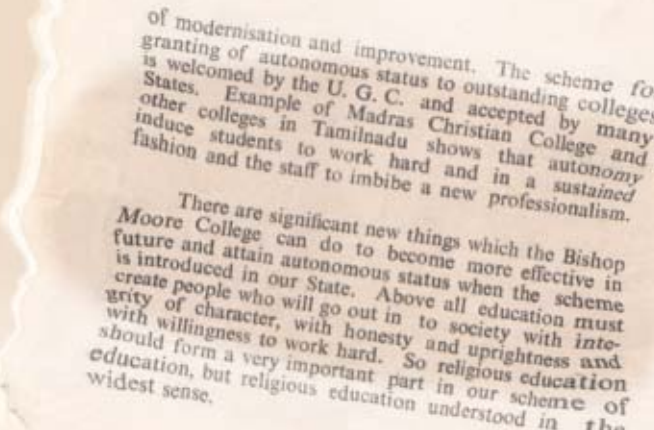 of modernisation and improvement. The scheme fo
granting of autonomous status to outstanding colleges
is welcomed by the U. G. C. and accepted by many
States. Example of Madras Christian College and
other colleges in Tamilnadu shows that autonomy
induce students to work hard and in a sustained
fashion and the staff to imbibe a new professionalism.
There are significant new things which the Bishop
Moore College can do to become more effective in
future and attain autonomous status when the scheme
is introduced in our State. Above all education must
create people who will go out in to society with inte-
grity of character, with honesty and uprightness and
with willingness to work hard. So religious education
should form a very important part in our scheme of
education, but religious education understood in the
widest sense.